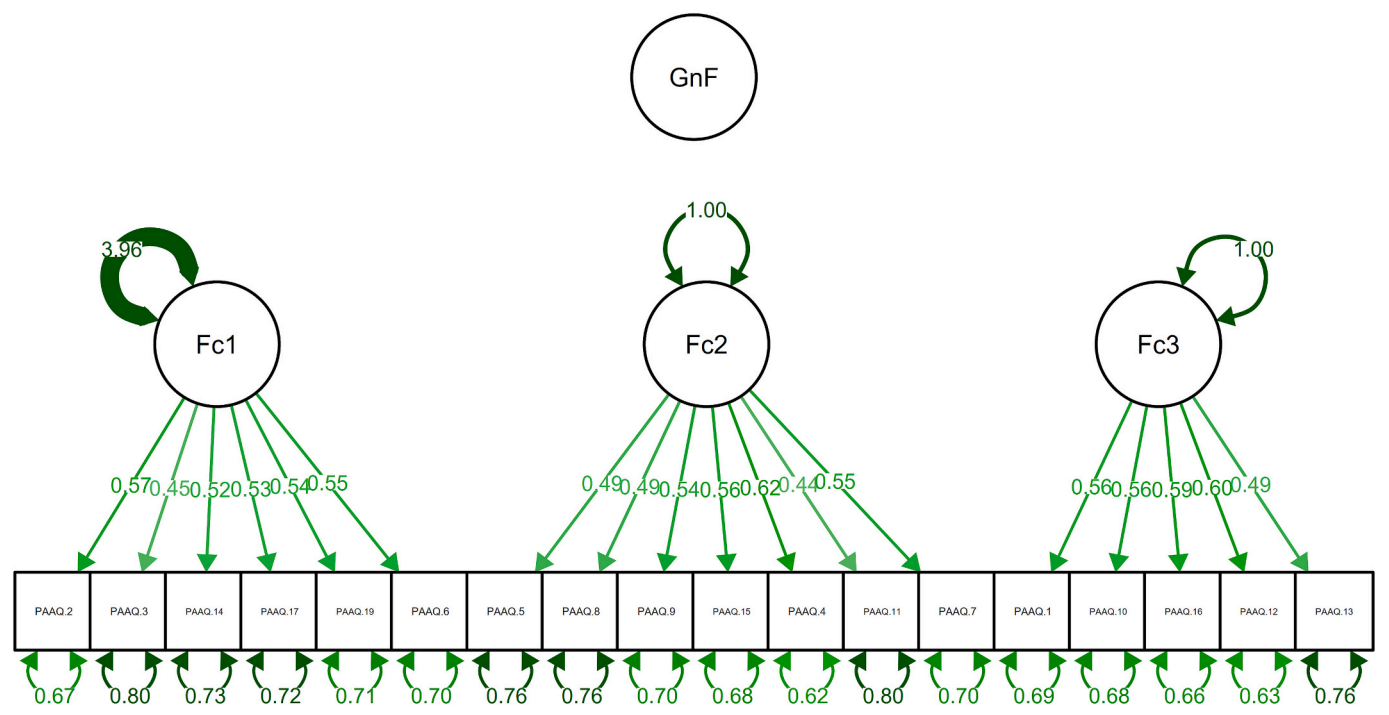 GnF
3.96
1.00
1.00
Fc1
Fc2
Fc3
0.57 0.45 0.52 0.53 0.54 0.55 0.49 0.49 0.54 0.56 0.62 0.44 0.55 0.56 0.56 0.59 0.60 0.49
PAAQ.2 PAAQ.3 PAAQ.14 PAAQ.17 PAAQ.19 PAAQ.6 PAAQ.5 PAAQ.8 PAAQ.9 PAAQ.15 PAAQ.4 PAAQ.11 PAAQ.7 PAAQ.1 PAAQ.10 PAAQ.16 PAAQ.12 PAAQ.13
0.67 0.80 0.73 0.72 0.71 0.70 0.76 0.76 0.70 0.68 0.62 0.80 0.70 0.69 0.68 0.66 0.63 0.76